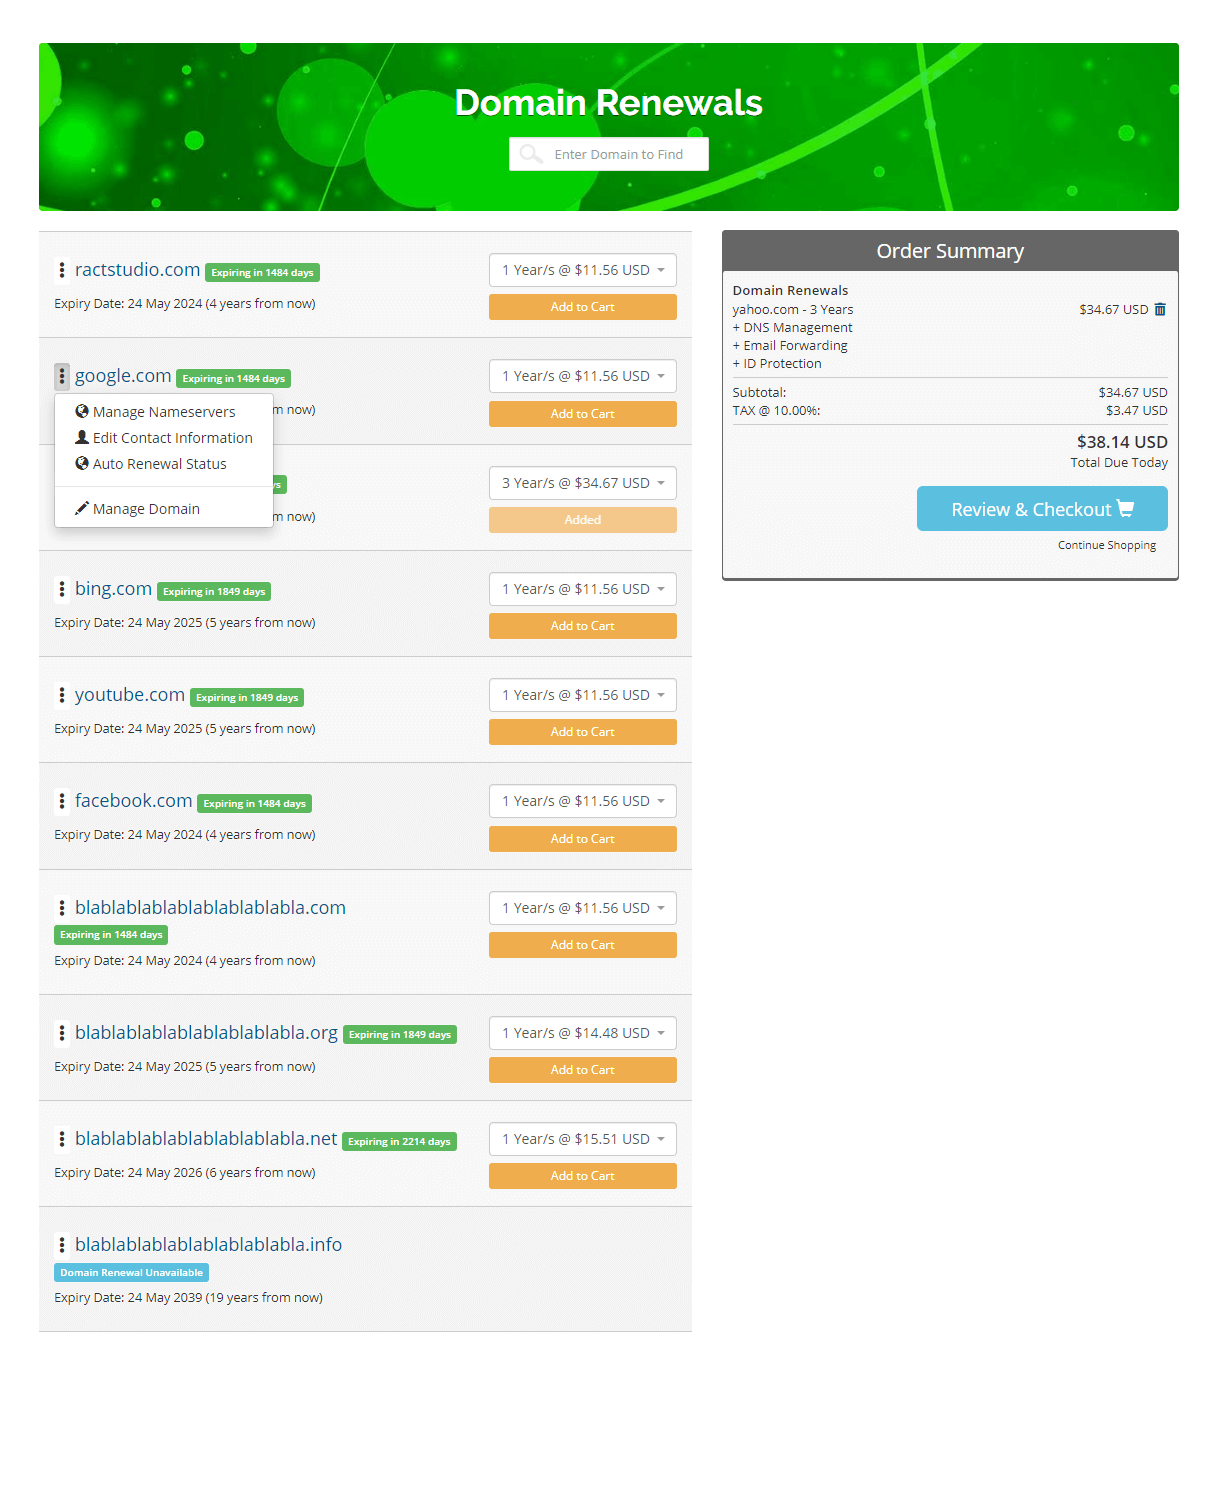 Domain Renewals
Enter Domain to Find
ractstudio.com Expiring in 1484 days
Expiry Date: 24 May 2024 (4 years from now)
1 Year/s @ $11.56 USD
Add to Cart
google.com Expiring in 1484 days
m now)
1 Year/s @ $11.56 USD
Add to Cart
Manage Nameservers
Edit Contact Information
Auto Renewal Status
Manage Domain
m now)
3 Year/s @ $34.67 USD
Added
bing.com Expiring in 1849 days
Expiry Date: 24 May 2025 (5 years from now)
1 Year/s @ $11.56 USD
Add to Cart
youtube.com Expiring in 1849 days
Expiry Date: 24 May 2025 (5 years from now)
1 Year/s @ $11.56 USD
Add to Cart
facebook.com Expiring in 1484 days
Expiry Date: 24 May 2024 (4 years from now)
1 Year/s @ $11.56 USD
Add to Cart
blablablablablablablablabla.com
Expiring in 1484 days
Expiry Date: 24 May 2024 (4 years from now)
1 Year/s @ $11.56 USD
Add to Cart
blablablablablablablablabla.org Expiring in 1849 days
Expiry Date: 24 May 2025 (5 years from now)
1 Year/s @ $14.48 USD
Add to Cart
blablablablablablablablabla.net Expiring in 2214 days
Expiry Date: 24 May 2026 (6 years from now)
1 Year/s @ $15.51 USD
Add to Cart
blablablablablablablablabla.info
Domain Renewal Unavailable
Expiry Date: 24 May 2039 (19 years from now)
Order Summary
Domain Renewals
yahoo.com - 3 Years $34.67 USD
+ DNS Management
+ Email Forwarding
+ ID Protection
Subtotal: $34.67 USD
TAX @ 10.00%: $3.47 USD
$38.14 USD
Total Due Today
Review & Checkout
Continue Shopping